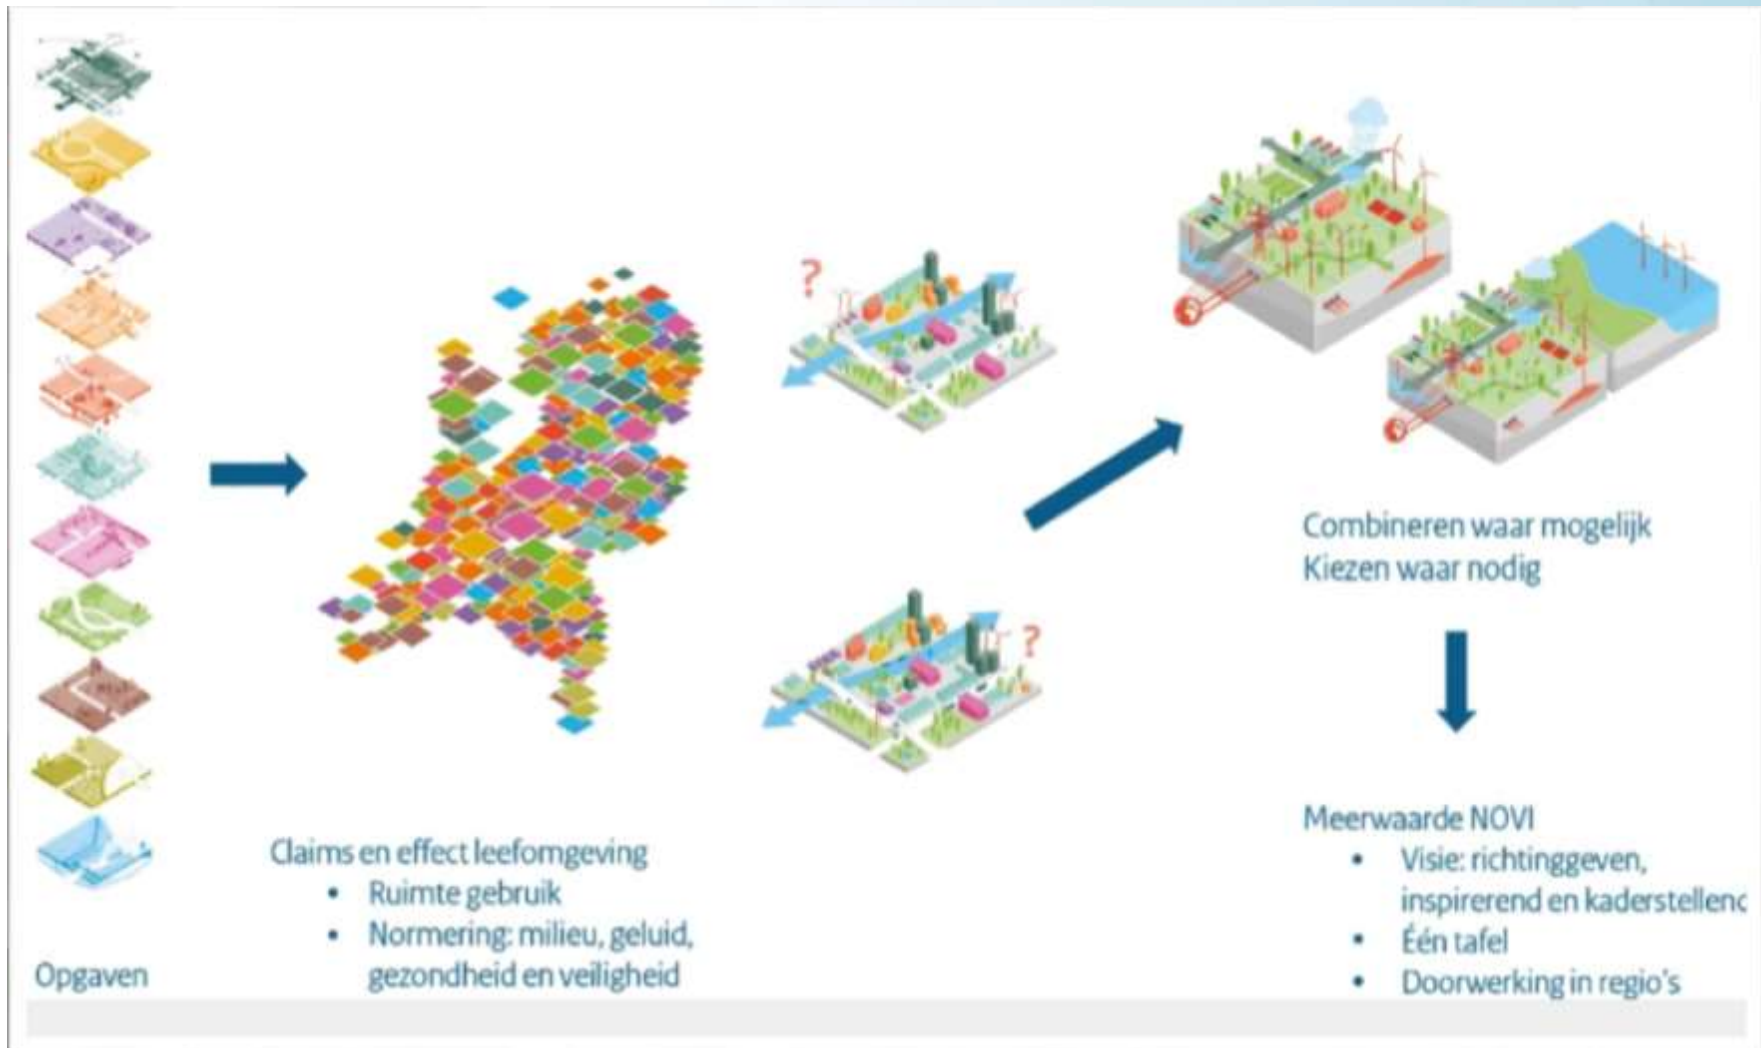 ?
?
Combineren waar mogelijk
Kiezen waar nodig
Claims en effect leefomgeving
• Ruimte gebruik
• Normering: milieu, geluid,
gezondheid en veiligheid
Opgaven
Meerwaarde NOVI
• Visie: richtinggeven,
inspirerend en kaderstellenc
• Één tafel
• Doorwerking in regio's